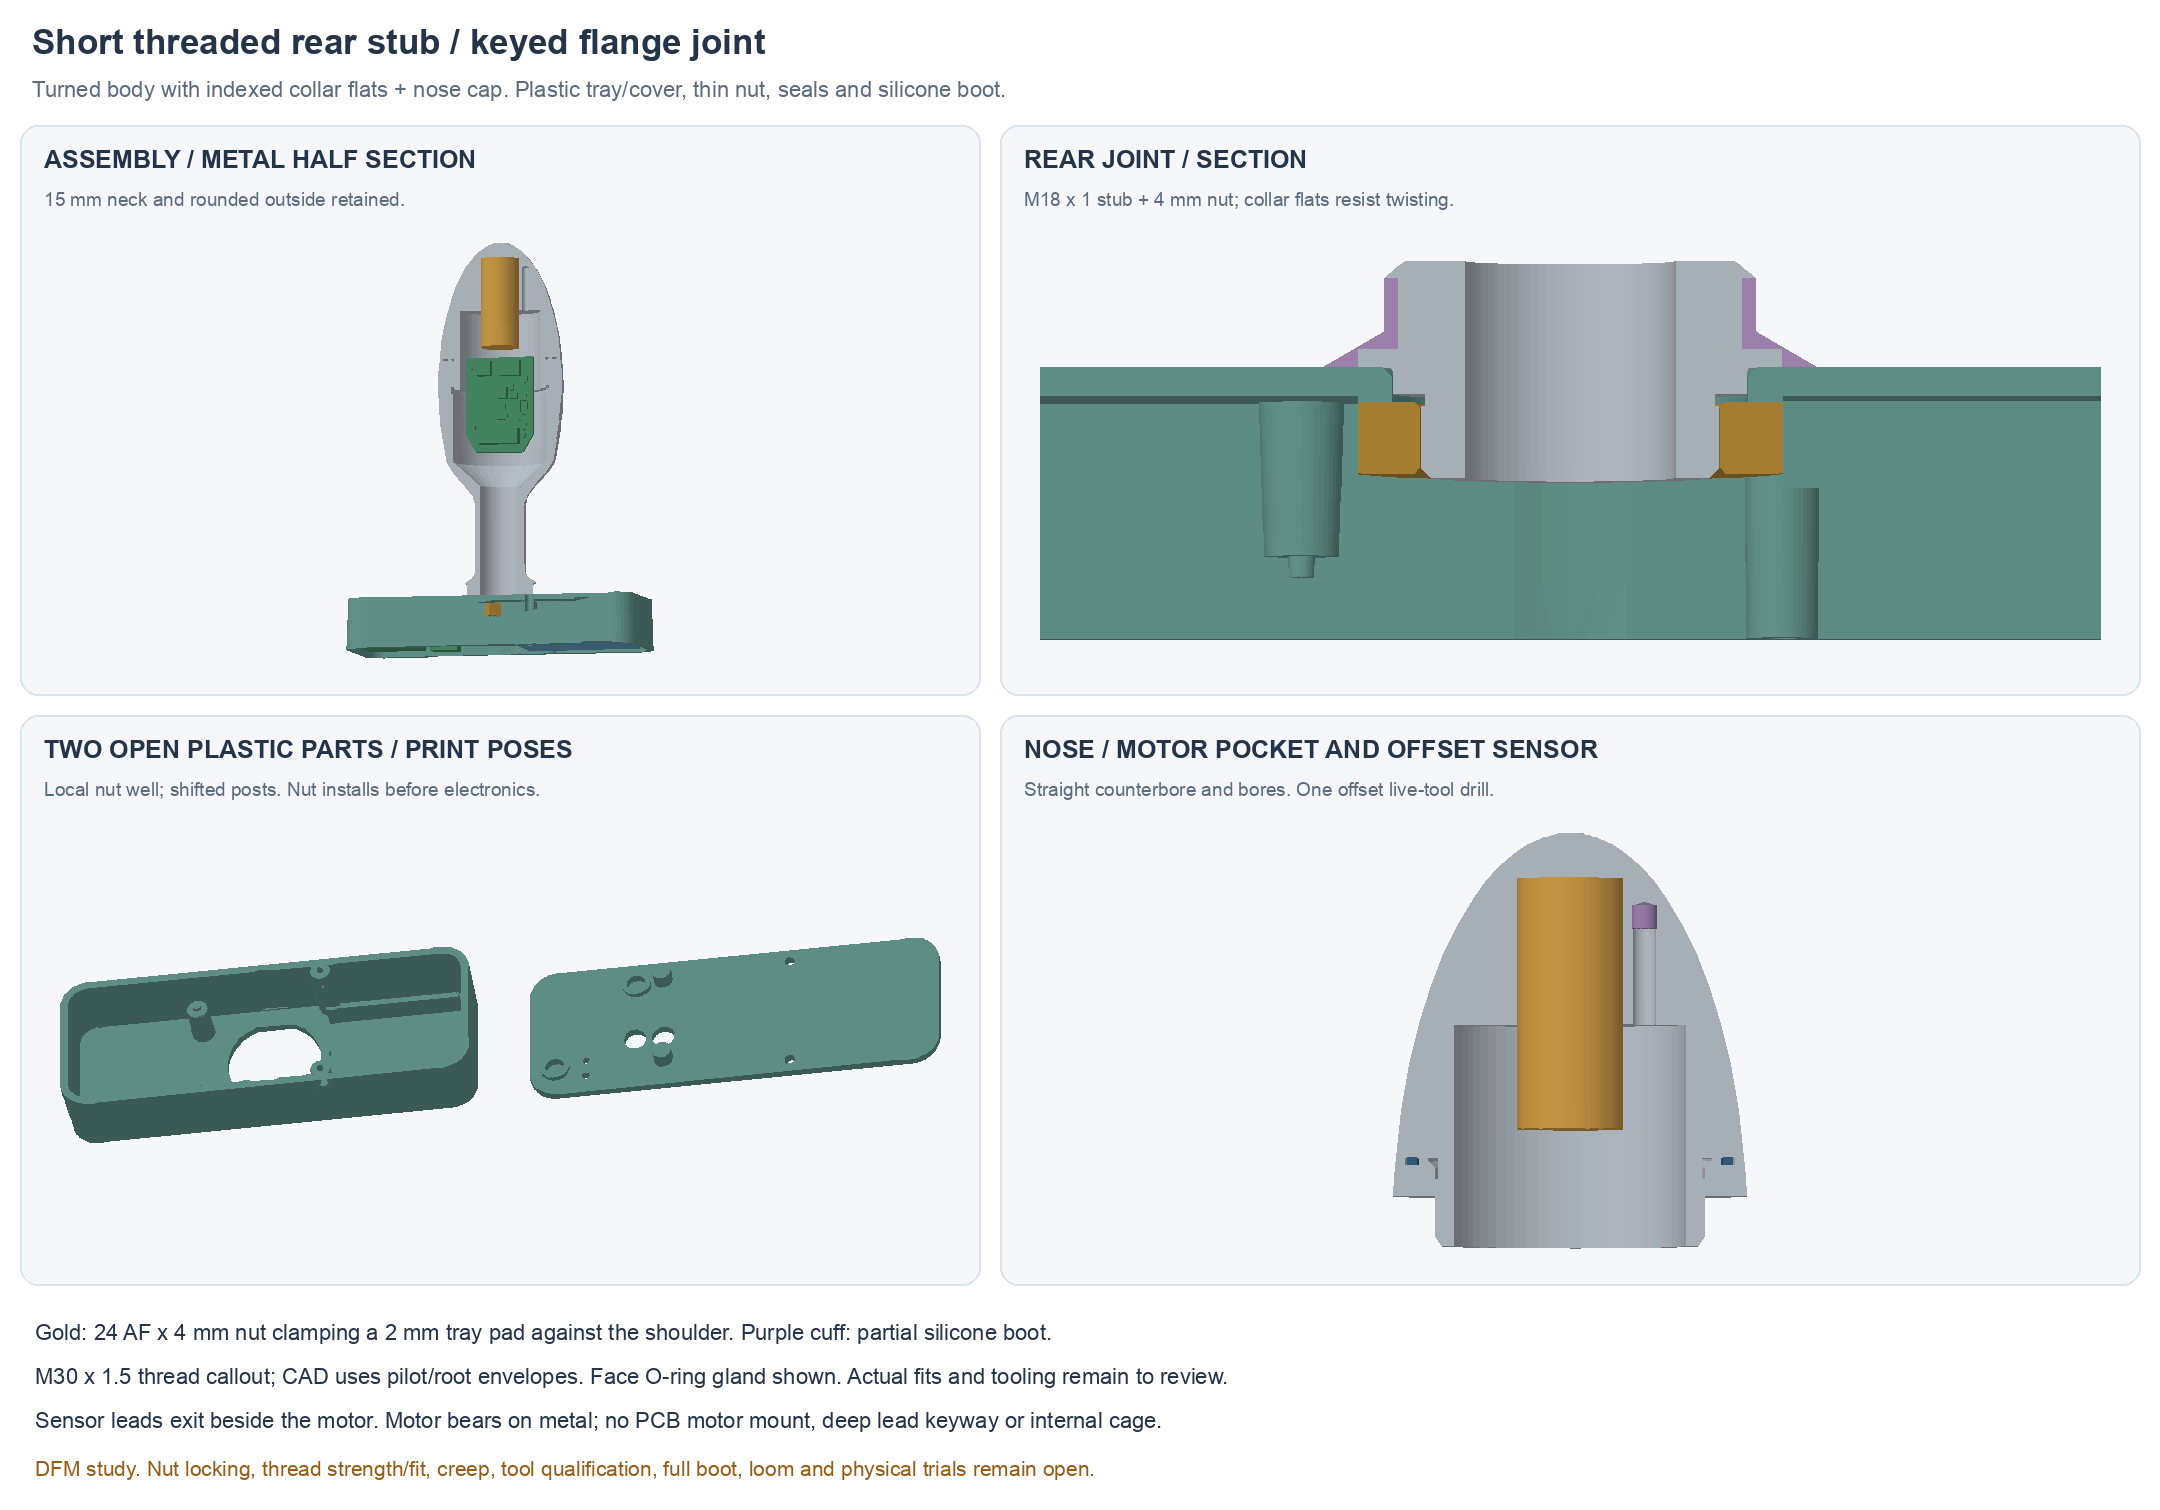 Short threaded rear stub / keyed flange joint
Turned body with indexed collar flats + nose cap. Plastic tray/cover, thin nut, seals and silicone boot.
ASSEMBLY / METAL HALF SECTION
15 mm neck and rounded outside retained.
REAR JOINT / SECTION
M18 x 1 stub + 4 mm nut; collar flats resist twisting.
TWO OPEN PLASTIC PARTS / PRINT POSES
Local nut well; shifted posts. Nut installs before electronics.
NOSE / MOTOR POCKET AND OFFSET SENSOR
Straight counterbore and bores. One offset live-tool drill.
Gold: 24 AF x 4 mm nut clamping a 2 mm tray pad against the shoulder. Purple cuff: partial silicone boot.
M30 x 1.5 thread callout; CAD uses pilot/root envelopes. Face O-ring gland shown. Actual fits and tooling remain to review.
Sensor leads exit beside the motor. Motor bears on metal; no PCB motor mount, deep lead keyway or internal cage.
DFM study. Nut locking, thread strength/fit, creep, tool qualification, full boot, loom and physical trials remain open.